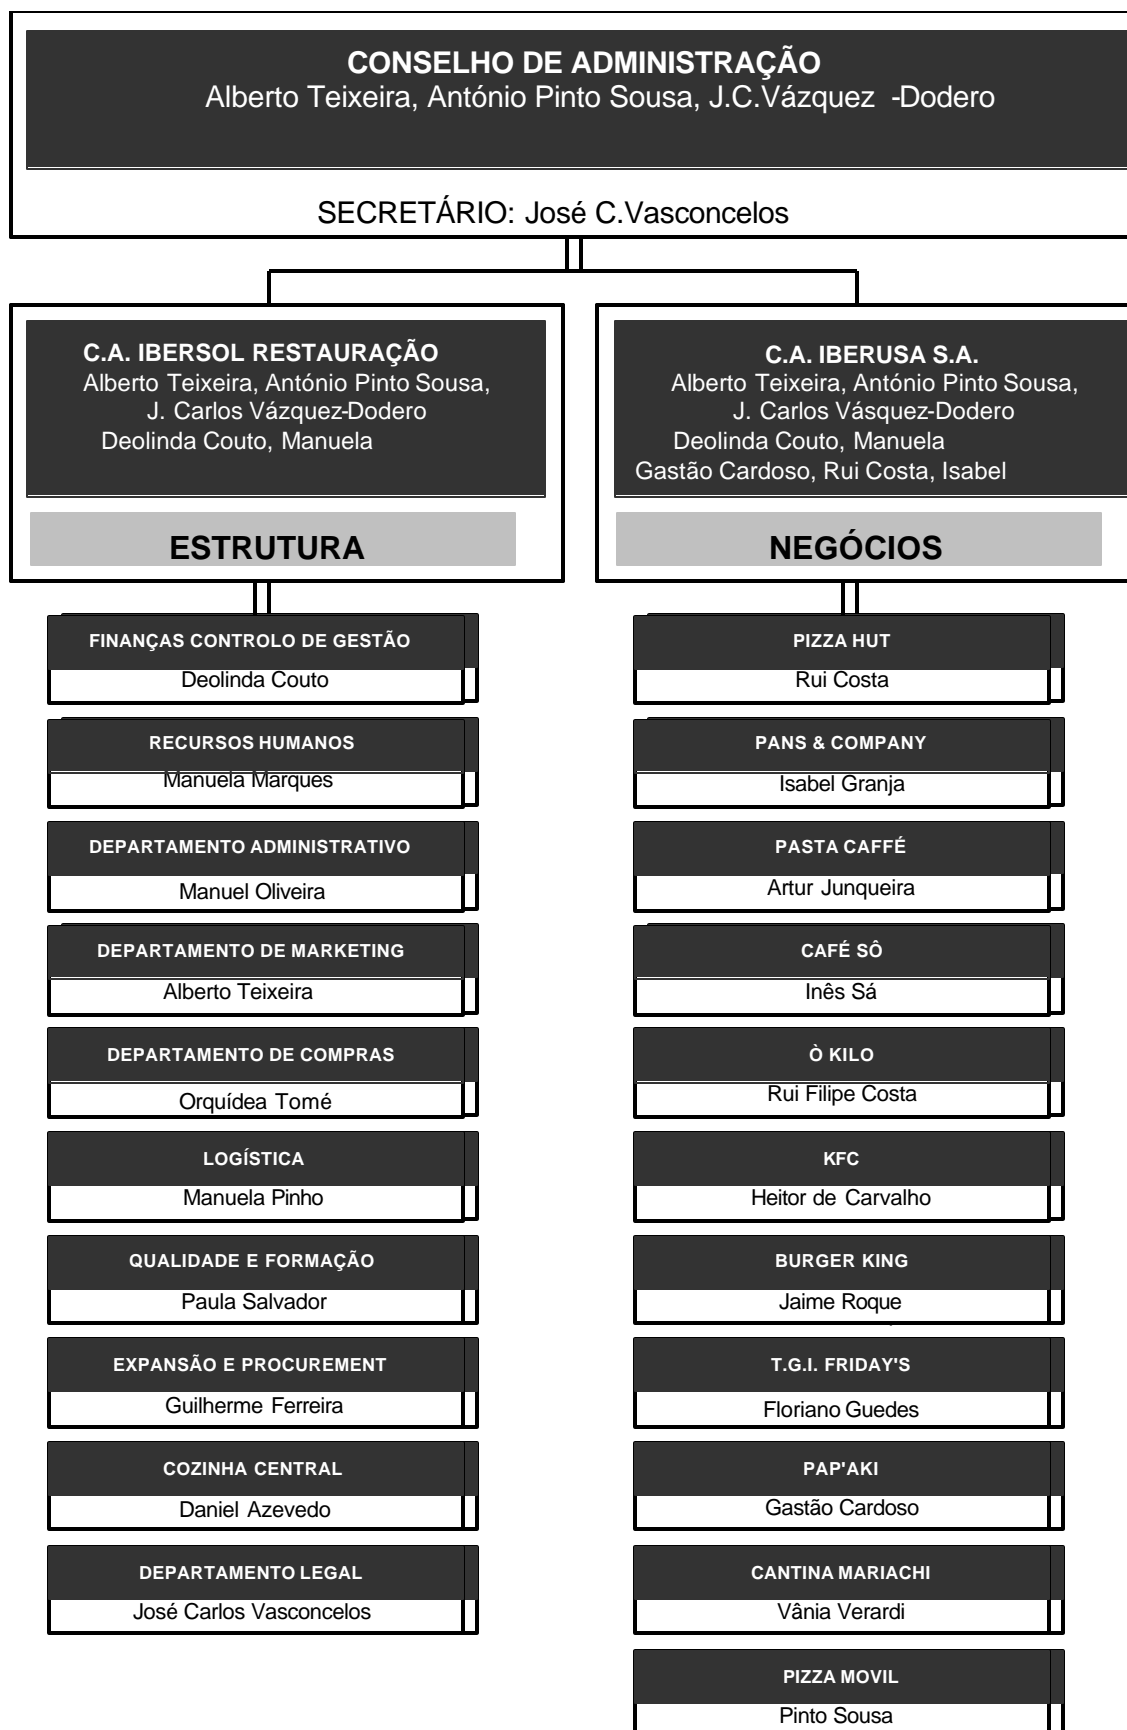 CONSELHO DE ADMINISTRAÇÃO
Alberto Teixeira, António Pinto Sousa, J.C.Vázquez -Dodero
SECRETÁRIO: José C.Vasconcelos
C.A. IBERSOL RESTAURAÇÃO
Alberto Teixeira, António Pinto Sousa,
J. Carlos Vázquez-Dodero
Deolinda Couto, Manuela
ESTRUTURA
C.A. IBERUSA S.A.
Alberto Teixeira, António Pinto Sousa,
J. Carlos Vásquez-Dodero
Deolinda Couto, Manuela
Gastão Cardoso, Rui Costa, Isabel
NEGÓCIOS
FINANÇAS CONTROLO DE GESTÃO
Deolinda Couto
RECURSOS HUMANOS
Manuela Marques
DEPARTAMENTO ADMINISTRATIVO
Manuel Oliveira
DEPARTAMENTO DE MARKETING
Alberto Teixeira
DEPARTAMENTO DE COMPRAS
Orquídea Tomé
LOGÍSTICA
Manuela Pinho
QUALIDADE E FORMAÇÃO
Paula Salvador
EXPANSÃO E PROCUREMENT
Guilherme Ferreira
COZINHA CENTRAL
Daniel Azevedo
DEPARTAMENTO LEGAL
José Carlos Vasconcelos
PIZZA HUT
Rui Costa
PANS & COMPANY
Isabel Granja
PASTA CAFFÉ
Artur Junqueira
CAFÉ SÔ
Inês Sá
Ò KILO
Rui Filipe Costa
KFC
Heitor de Carvalho
BURGER KING
Jaime Roque
T.G.I. FRIDAY'S
Floriano Guedes
PAP'AKI
Gastão Cardoso
CANTINA MARIACHI
Vânia Verardi
PIZZA MOVIL
Pinto Sousa